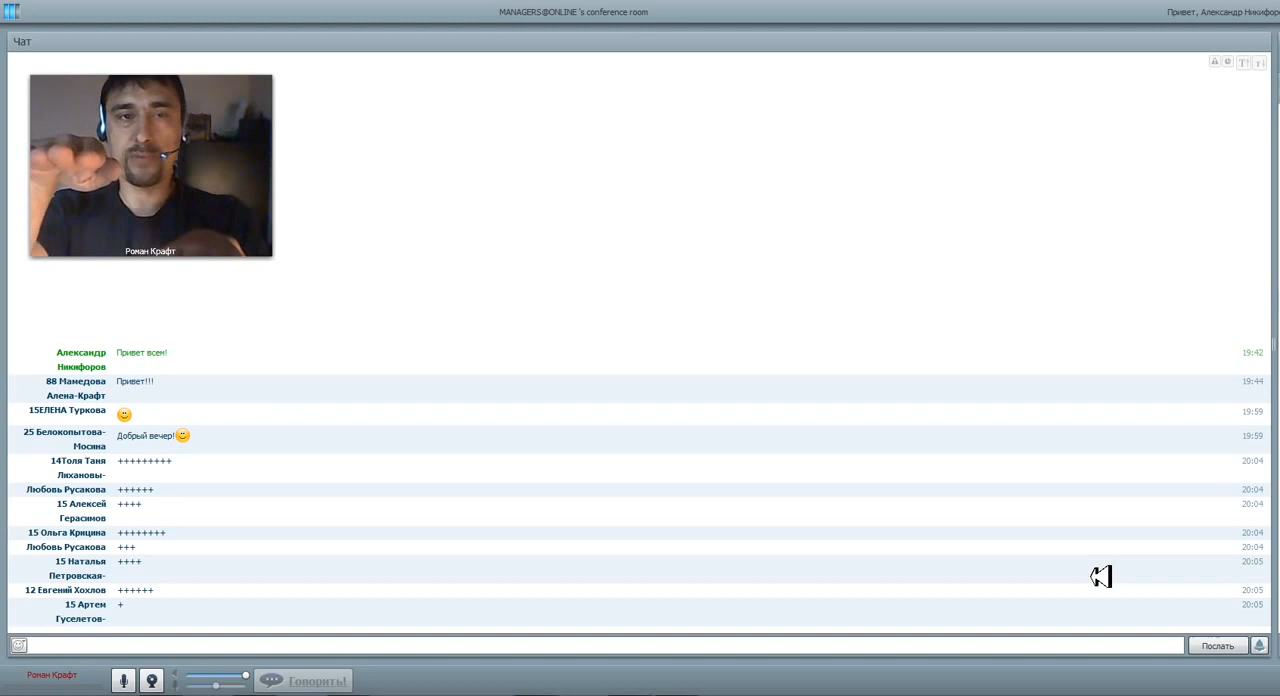 MANAGERS@ONLINE 's conference room
Привет, Александр Никифор
Чат
Роман Крафт
Александр Никифоров Привет всем! 19:42
88 Мамедова Алена-Крафт Привет!!! 19:44
15ЕЛЕНА Туркова 19:59
25 Белокопытова-Мосина Добрый вечер! 19:59
14Толя Таня Лихановы- +++++++++ 20:04
Любовь Русакова ++++++ 20:04
15 Алексей Герасимов ++++ 20:04
15 Ольга Крицина ++++++++ 20:04
Любовь Русакова +++ 20:04
15 Наталья Петровская- ++++ 20:05
12 Евгений Хохлов ++++++ 20:05
15 Артем Гуселетов- + 20:05
Послать
Роман Крафт
Говорить!